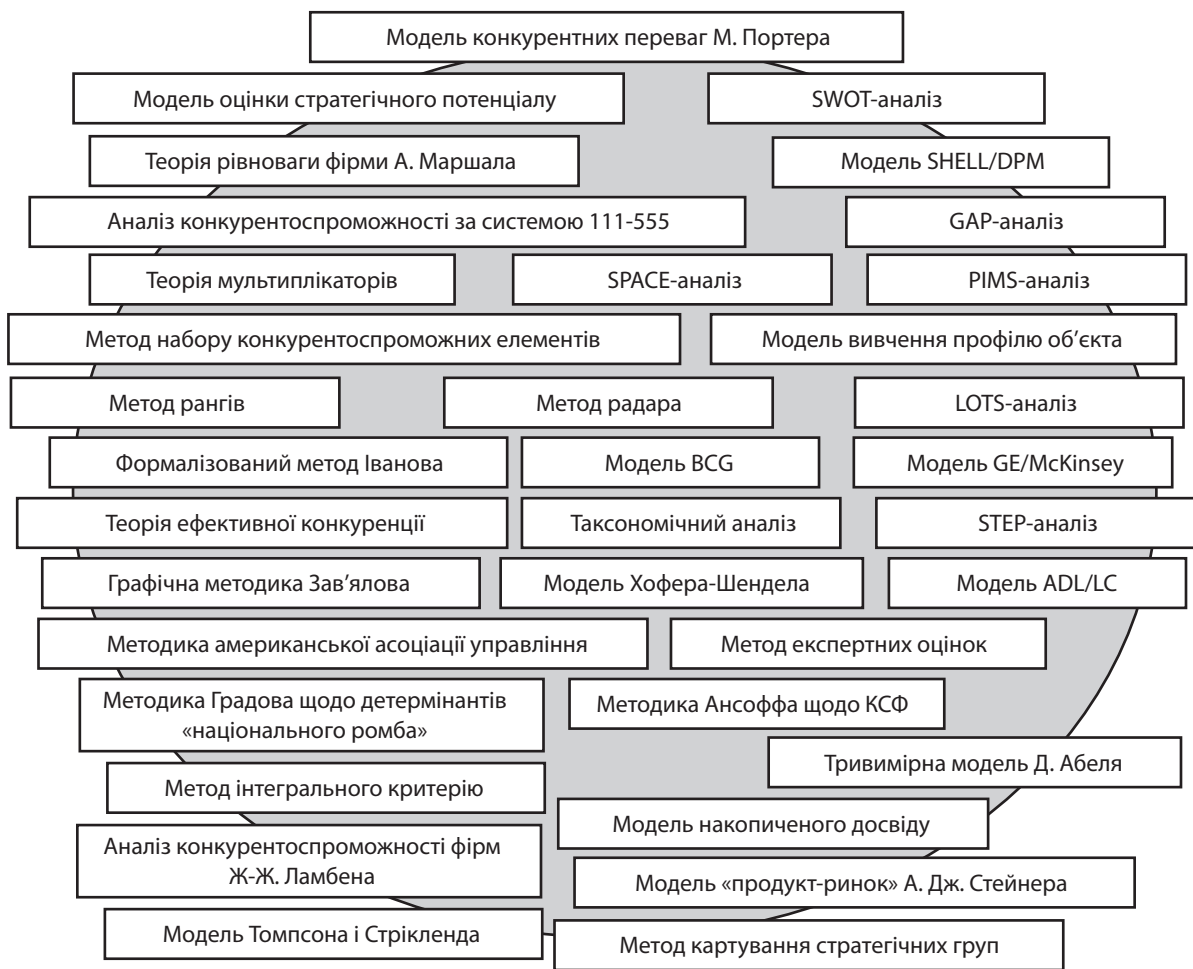 Модель конкурентних переваг М. Портера
Модель оцінки стратегічного потенціалу
SWOT-аналіз
Теорія рівноваги фірми А. Маршала
Модель SHELL/DPM
Аналіз конкурентоспроможності за системою 111-555
GAP-аналіз
Теорія мультиплікаторів
SPACE-аналіз
PIMS-аналіз
Метод набору конкурентоспроможних елементів
Модель вивчення профілю об’єкта
Метод рангів
Метод радара
LOTS-аналіз
Формалізований метод Іванова
Модель BCG
Модель GE/McKinsey
Теорія ефективної конкуренції
Таксономічний аналіз
STEP-аналіз
Графічна методика Зав’ялова
Модель Хофера-Шендела
Модель ADL/LC
Методика американської асоціації управління
Метод експертних оцінок
Методика Градова щодо детермінантів
«національного ромба»
Методика Ансоффа щодо КСФ
Тривимірна модель Д. Абеля
Метод інтегрального критерію
Модель накопиченого досвіду
Аналіз конкурентоспроможності фірм
Ж-Ж. Ламбена
Модель «продукт-ринок» А. Дж. Стейнера
Модель Томпсона і Стрікленда
Метод картування стратегічних груп